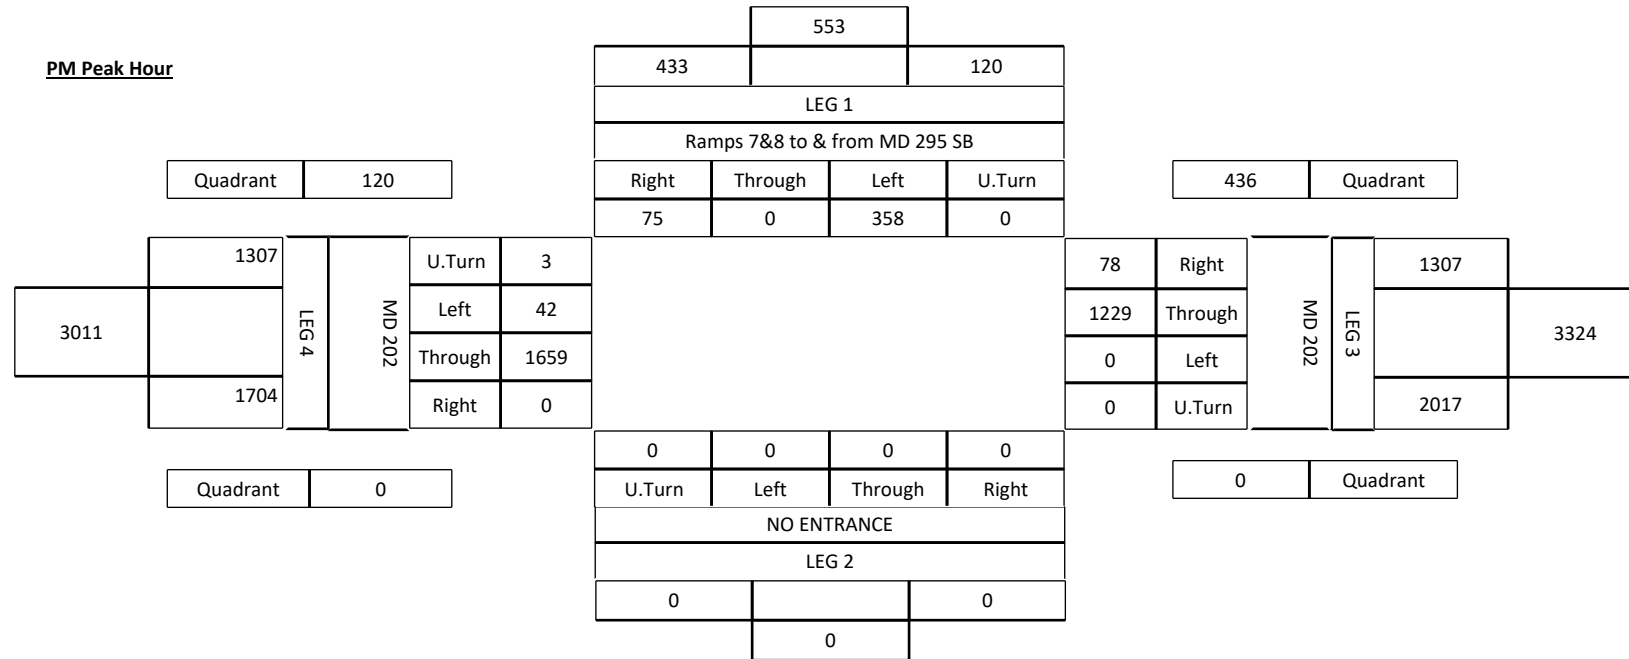 553
PM Peak Hour
433 120
LEG 1
Ramps 7&8 to & from MD 295 SB
Quadrant 120
Right Through Left U.Turn
436 Quadrant
75 0 358 0
1307 U.Turn 3
78 Right 1307
3011 LEG 4 MD 202 Left 42
1229 Through MD 202 LEG 3 3324
Through 1659
0 Left
1704 Right 0
0 U.Turn 2017
0 0 0 0
Quadrant 0
U.Turn Left Through Right
0 Quadrant
NO ENTRANCE
LEG 2
0 0
0